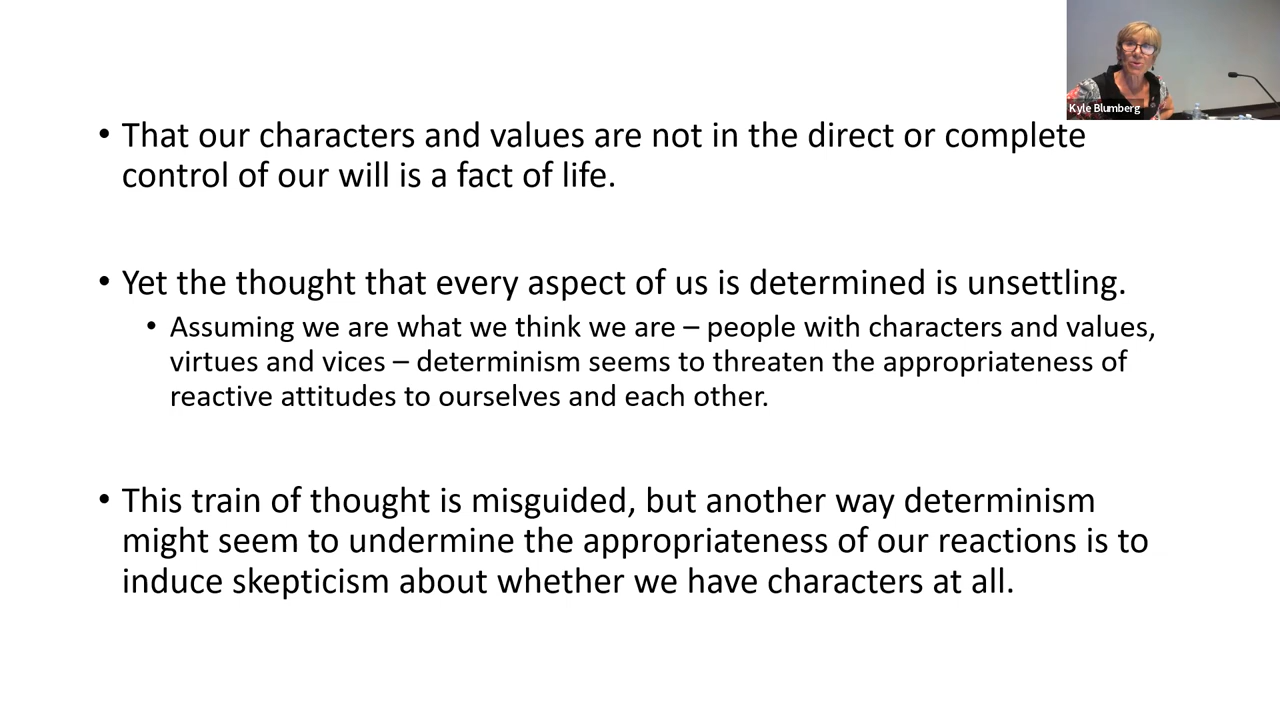 Kyle Blumberg
• That our characters and values are not in the direct or complete
control of our will is a fact of life.
• Yet the thought that every aspect of us is determined is unsettling.
• Assuming we are what we think we are – people with characters and values,
virtues and vices – determinism seems to threaten the appropriateness of
reactive attitudes to ourselves and each other.
• This train of thought is misguided, but another way determinism
might seem to undermine the appropriateness of our reactions is to
induce skepticism about whether we have characters at all.